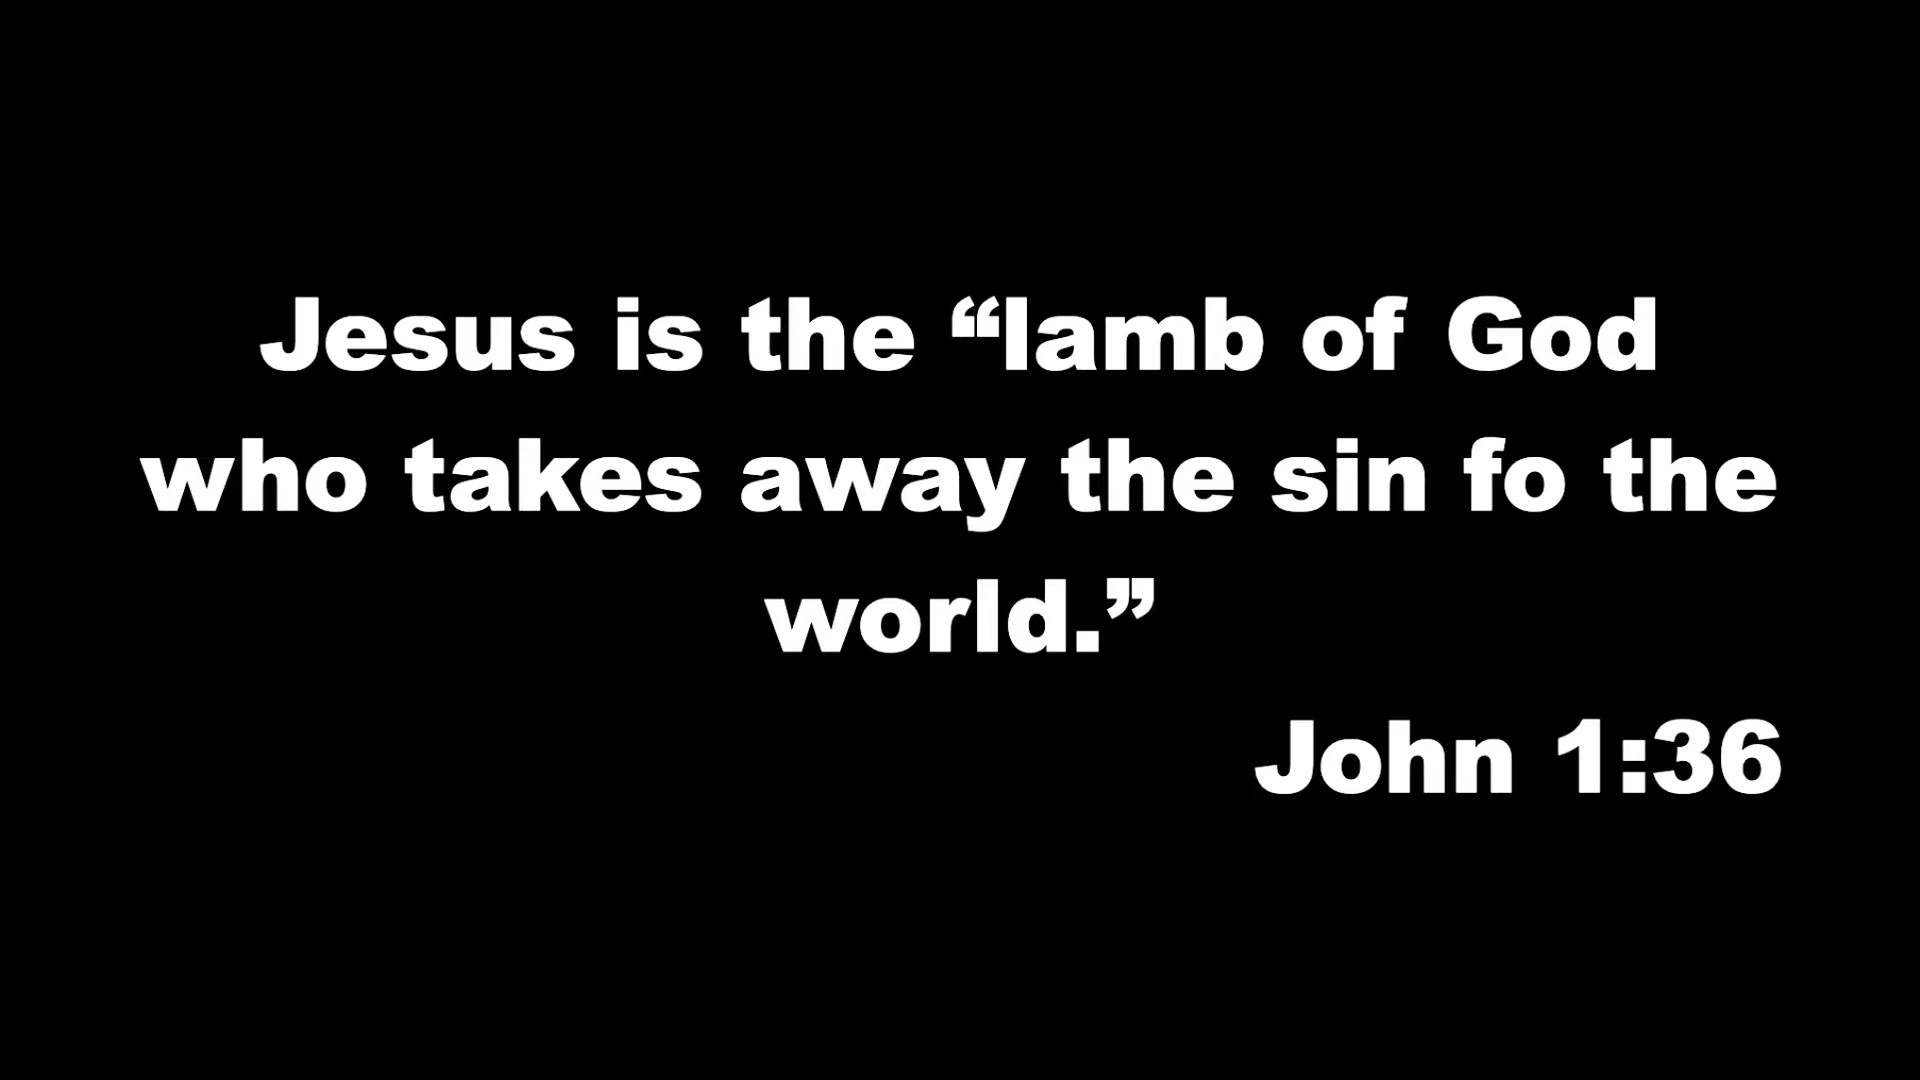 Jesus is the “lamb of God
who takes away the sin fo the
world.”
John 1:36